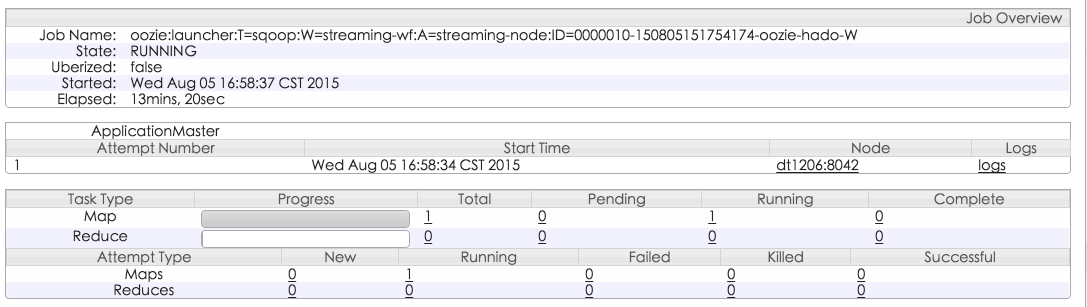 Job Overview
Job Name: oozie:launcher:T=sqoop:W=streaming-wf:A=streaming-node:ID=0000010-150805151754174-oozie-hado-W
State: RUNNING
Uberized: false
Started: Wed Aug 05 16:58:37 CST 2015
Elapsed: 13mins, 20sec
ApplicationMaster
Attempt Number Start Time Node Logs
1 Wed Aug 05 16:58:34 CST 2015 dt1206:8042 logs
Task Type Progress Total Pending Running Complete
Map 1 0 1 0
Reduce 0 0 0 0
Attempt Type New Running Failed Killed Successful
Maps 0 1 0 0 0
Reduces 0 0 0 0 0